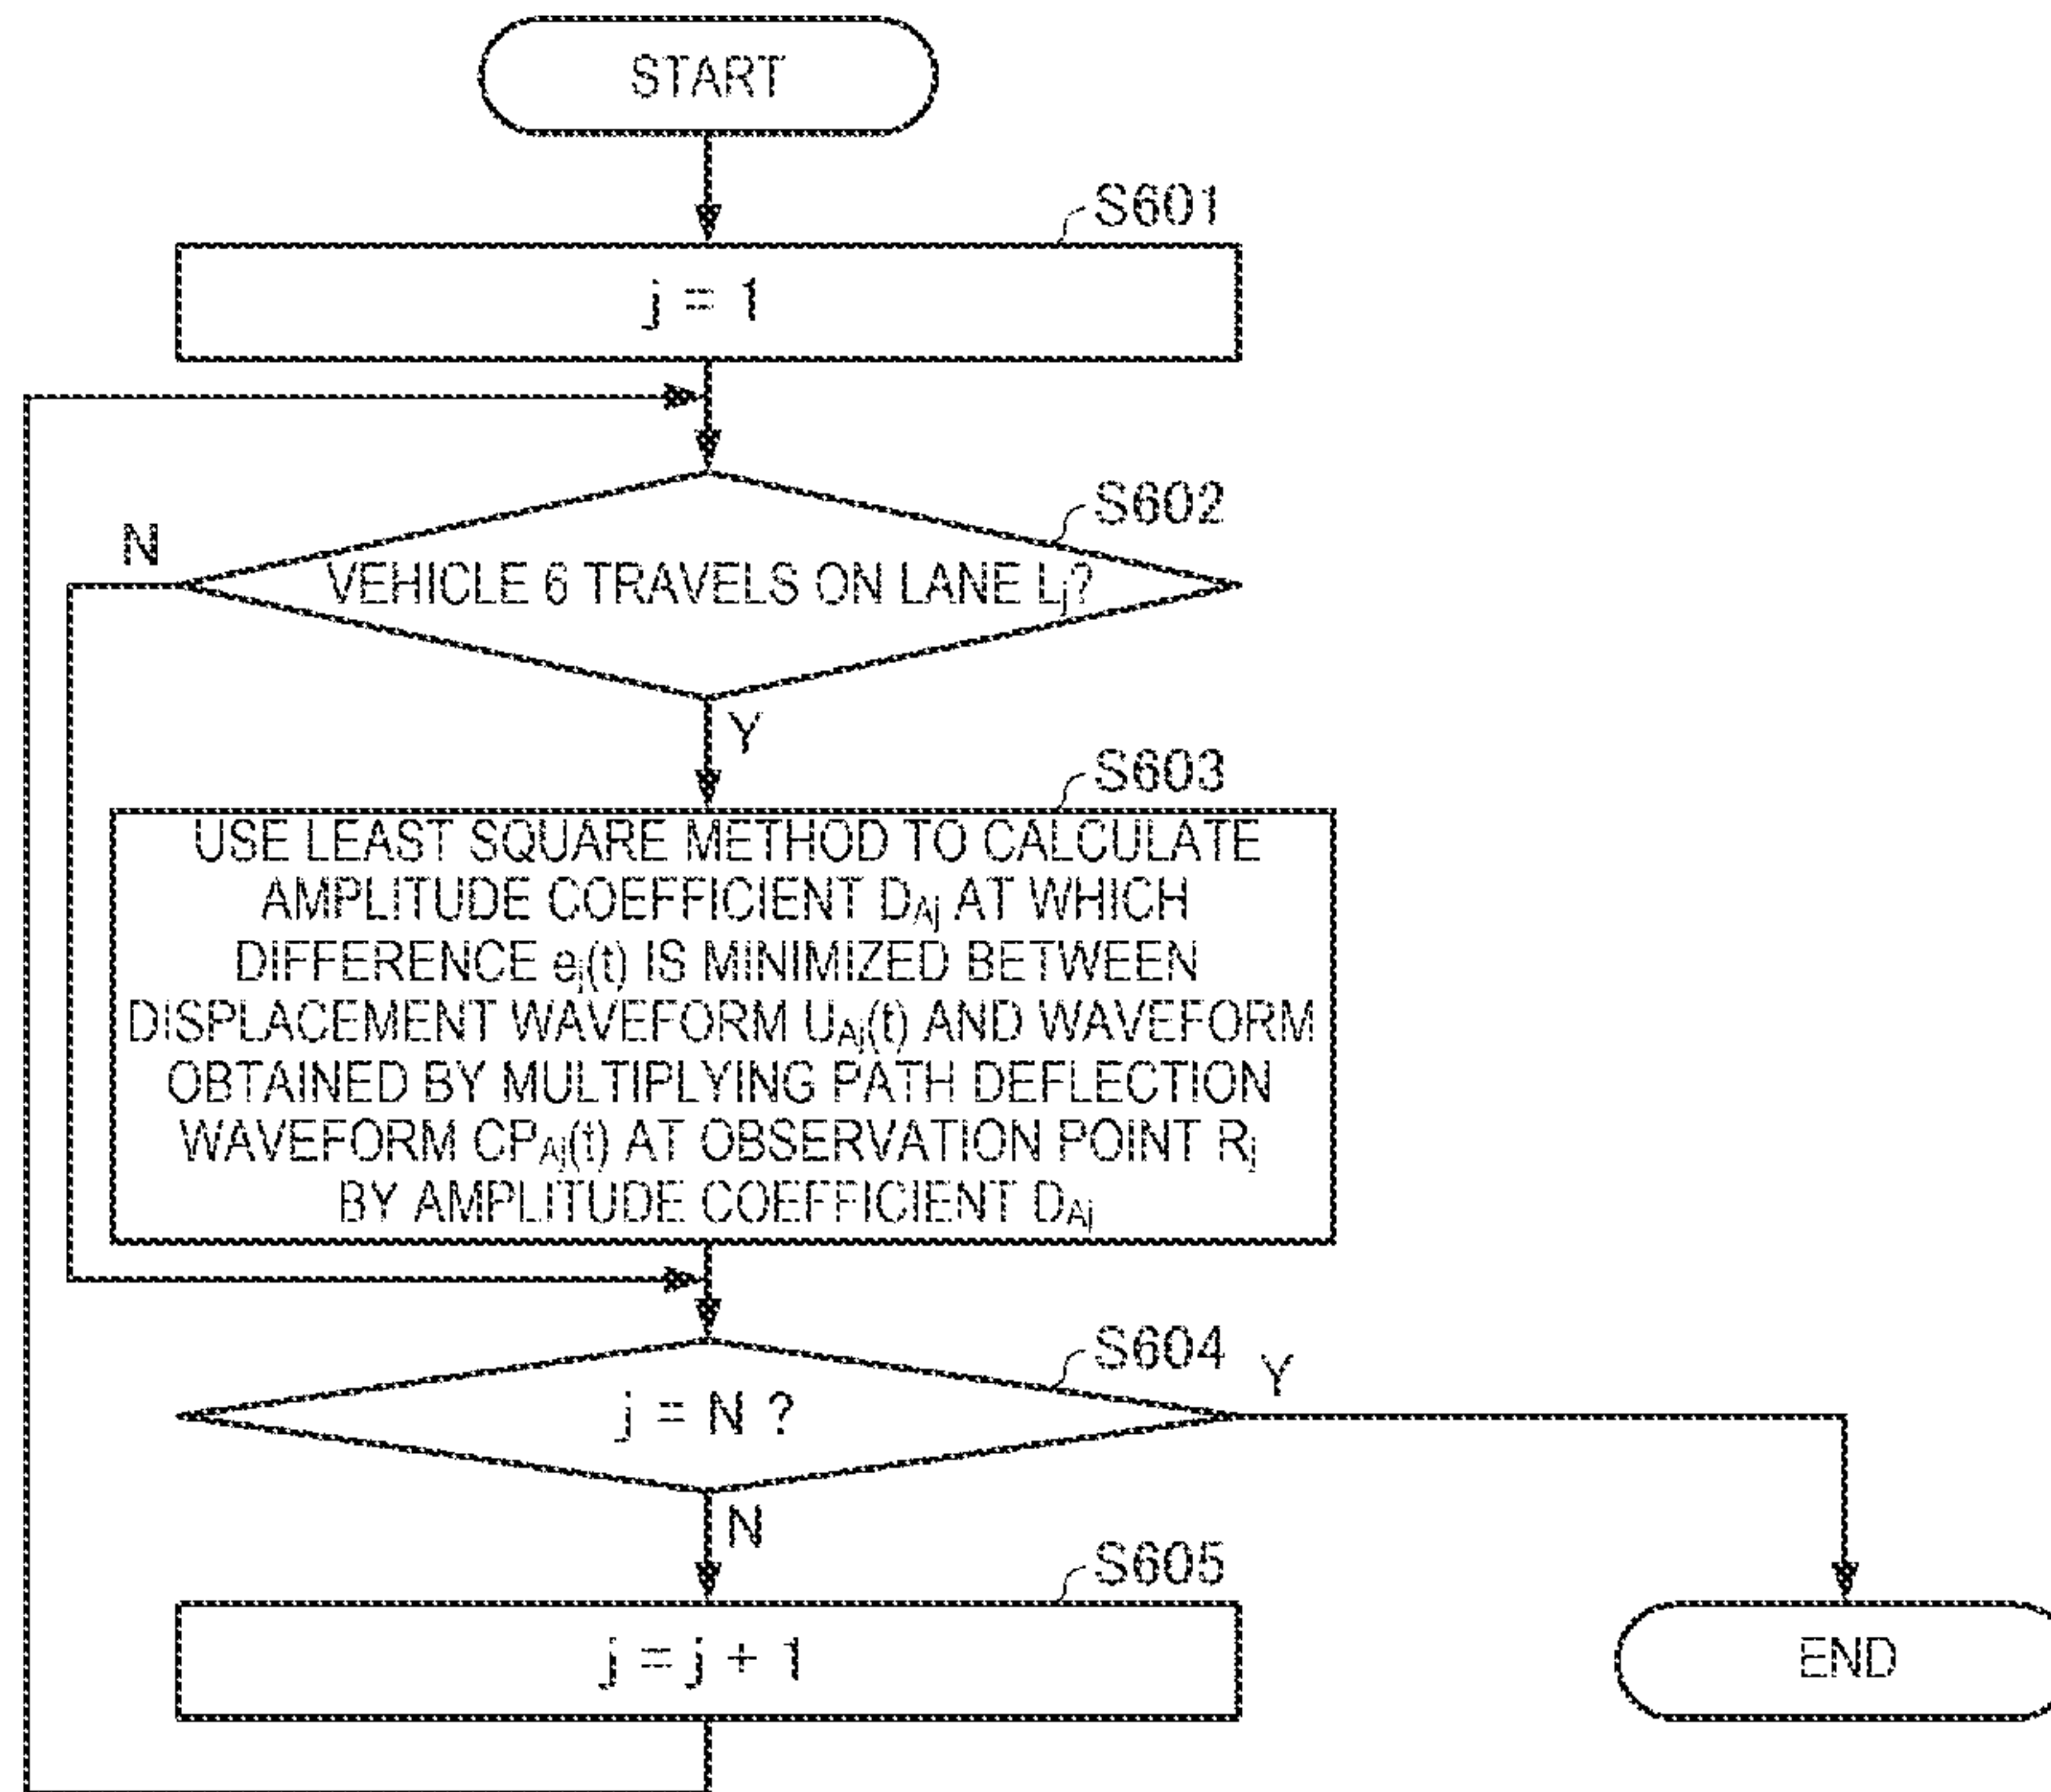 START
S601
j = 1
S602
N
VEHICLE 6 TRAVELS ON LANE Lj?
Y
S603
USE LEAST SQUARE METHOD TO CALCULATE
AMPLITUDE COEFFICIENT DAj AT WHICH
DIFFERENCE ej(t) IS MINIMIZED BETWEEN
DISPLACEMENT WAVEFORM UAj(t) AND WAVEFORM
OBTAINED BY MULTIPLYING PATH DEFLECTION
WAVEFORM CPAj(t) AT OBSERVATION POINT Rj
BY AMPLITUDE COEFFICIENT DAj
S604
Y
j = N ?
N
S605
j = j + 1
END